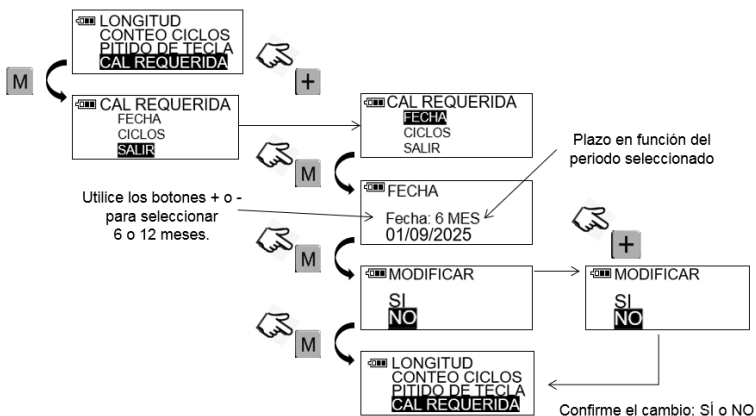 LONGITUD
CONTEO CICLOS
PITIDO DE TECLA
CAL REQUERIDA
M
+
CAL REQUERIDA
FECHA
CICLOS
SALIR
CAL REQUERIDA
FECHA
CICLOS
SALIR
M
Plazo en función del
periodo seleccionado
Utilice los botones + o -
para seleccionar
6 o 12 meses.
FECHA
Fecha: 6 MES
01/09/2025
M
+
MODIFICAR
SI
NO
MODIFICAR
SI
NO
M
LONGITUD
CONTEO CICLOS
PITIDO DE TECLA
CAL REQUERIDA
Confirme el cambio: SÍ o NO